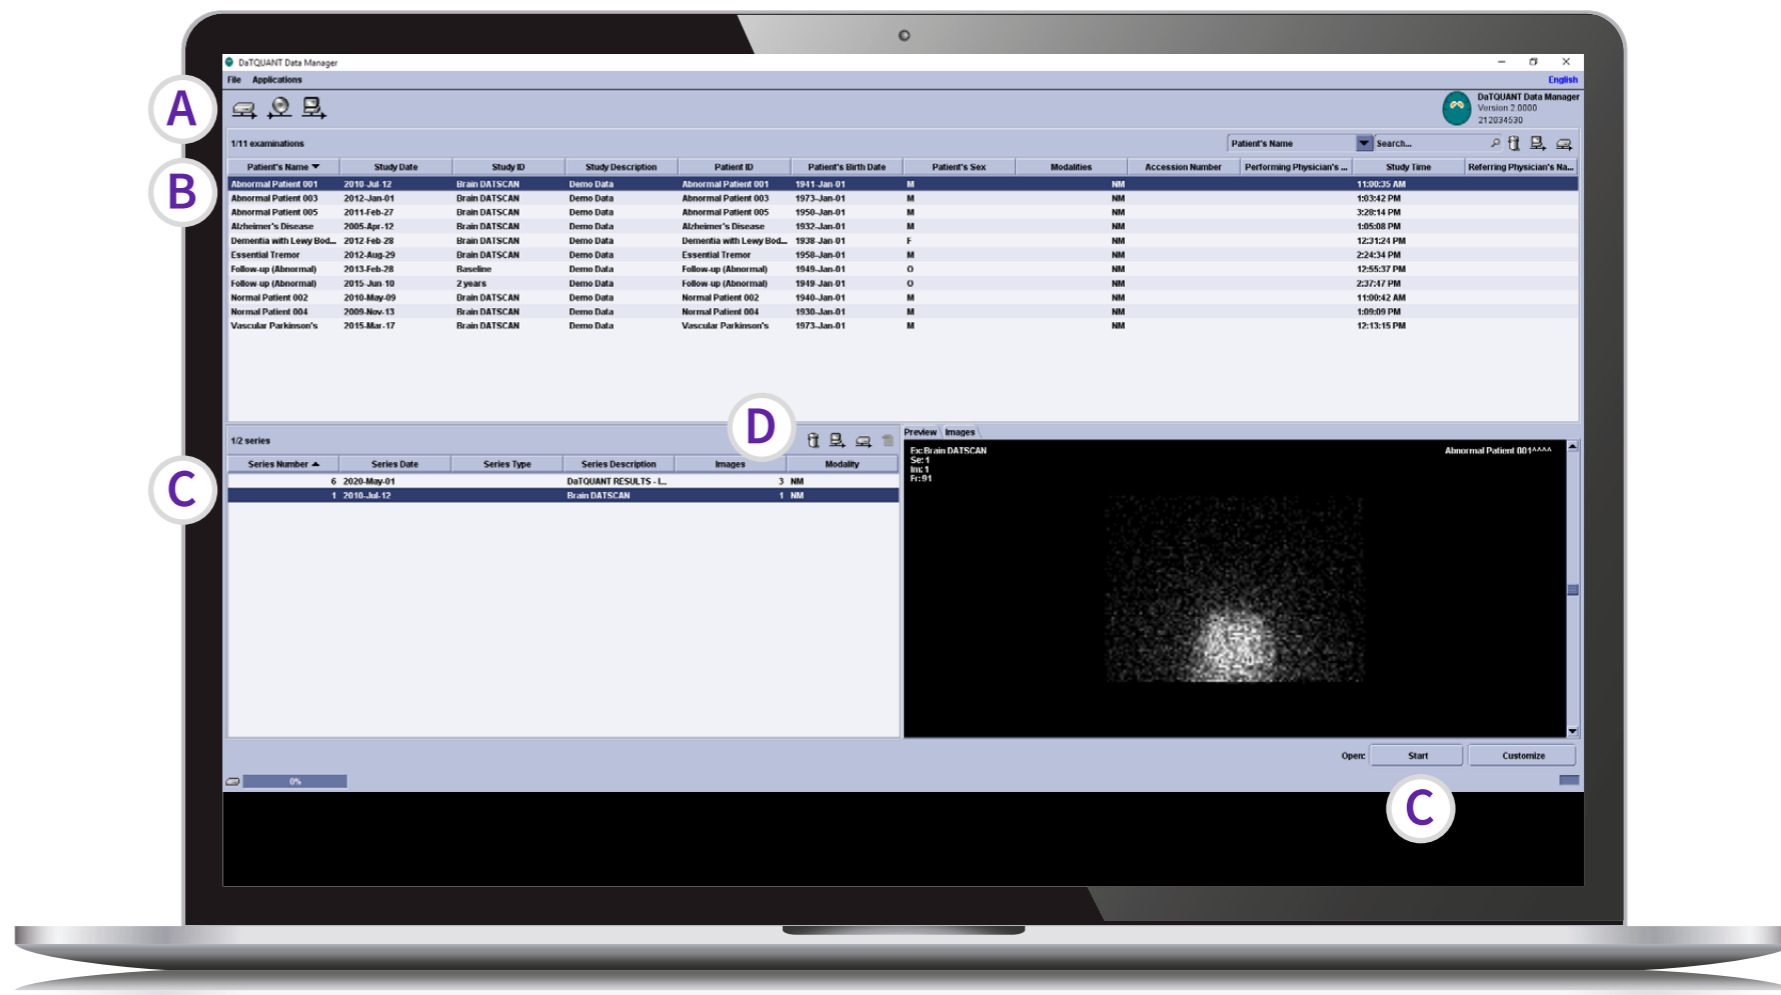 DaTQUANT Data Manager
File Applications English
A
DaTQUANT Data Manager
Version 2.0000
212034530
1/11 examinations Patient's Name Search...
B
Patient's Name Study Date Study ID Study Description Patient ID Patient's Birth Date Patient's Sex Modalities Accession Number Performing Physician's ... Study Time Referring Physician's Na...
Abnormal Patient 001 2010-Jul-12 Brain DATSCAN Demo Data Abnormal Patient 001 1941-Jan-01 M NM 11:00:35 AM
Abnormal Patient 003 2012-Jan-01 Brain DATSCAN Demo Data Abnormal Patient 003 1973-Jan-01 M NM 1:03:42 PM
Abnormal Patient 005 2011-Feb-27 Brain DATSCAN Demo Data Abnormal Patient 005 1950-Jan-01 M NM 3:28:14 PM
Alzheimer's Disease 2005-Apr-12 Brain DATSCAN Demo Data Alzheimer's Disease 1932-Jan-01 M NM 1:05:08 PM
Dementia with Lewy Bod... 2012-Feb-28 Brain DATSCAN Demo Data Dementia with Lewy Bod... 1938-Jan-01 F NM 12:31:24 PM
Essential Tremor 2012-Aug-29 Brain DATSCAN Demo Data Essential Tremor 1958-Jan-01 M NM 2:24:34 PM
Follow-up (Abnormal) 2013-Feb-28 Baseline Demo Data Follow-up (Abnormal) 1949-Jan-01 O NM 12:55:37 PM
Follow-up (Abnormal) 2015-Jun-10 2 years Demo Data Follow-up (Abnormal) 1949-Jan-01 O NM 2:37:47 PM
Normal Patient 002 2010-May-09 Brain DATSCAN Demo Data Normal Patient 002 1940-Jan-01 M NM 11:00:42 AM
Normal Patient 004 2009-Nov-13 Brain DATSCAN Demo Data Normal Patient 004 1930-Jan-01 M NM 1:09:09 PM
Vascular Parkinson's 2015-Mar-17 Brain DATSCAN Demo Data Vascular Parkinson's 1973-Jan-01 M NM 12:13:15 PM
D
1/2 series
Series Number Series Date Series Type Series Description Images Modality
C
6 2020-May-01 DaTQUANT RESULTS - I... 3 NM
1 2010-Jul-12 Brain DATSCAN 1 NM
Preview Images
Ex: Brain DATSCAN Abnormal Patient 001^^^^
Se: 1
Im: 1
Fr: 91
Open: Start Customize
0%
C